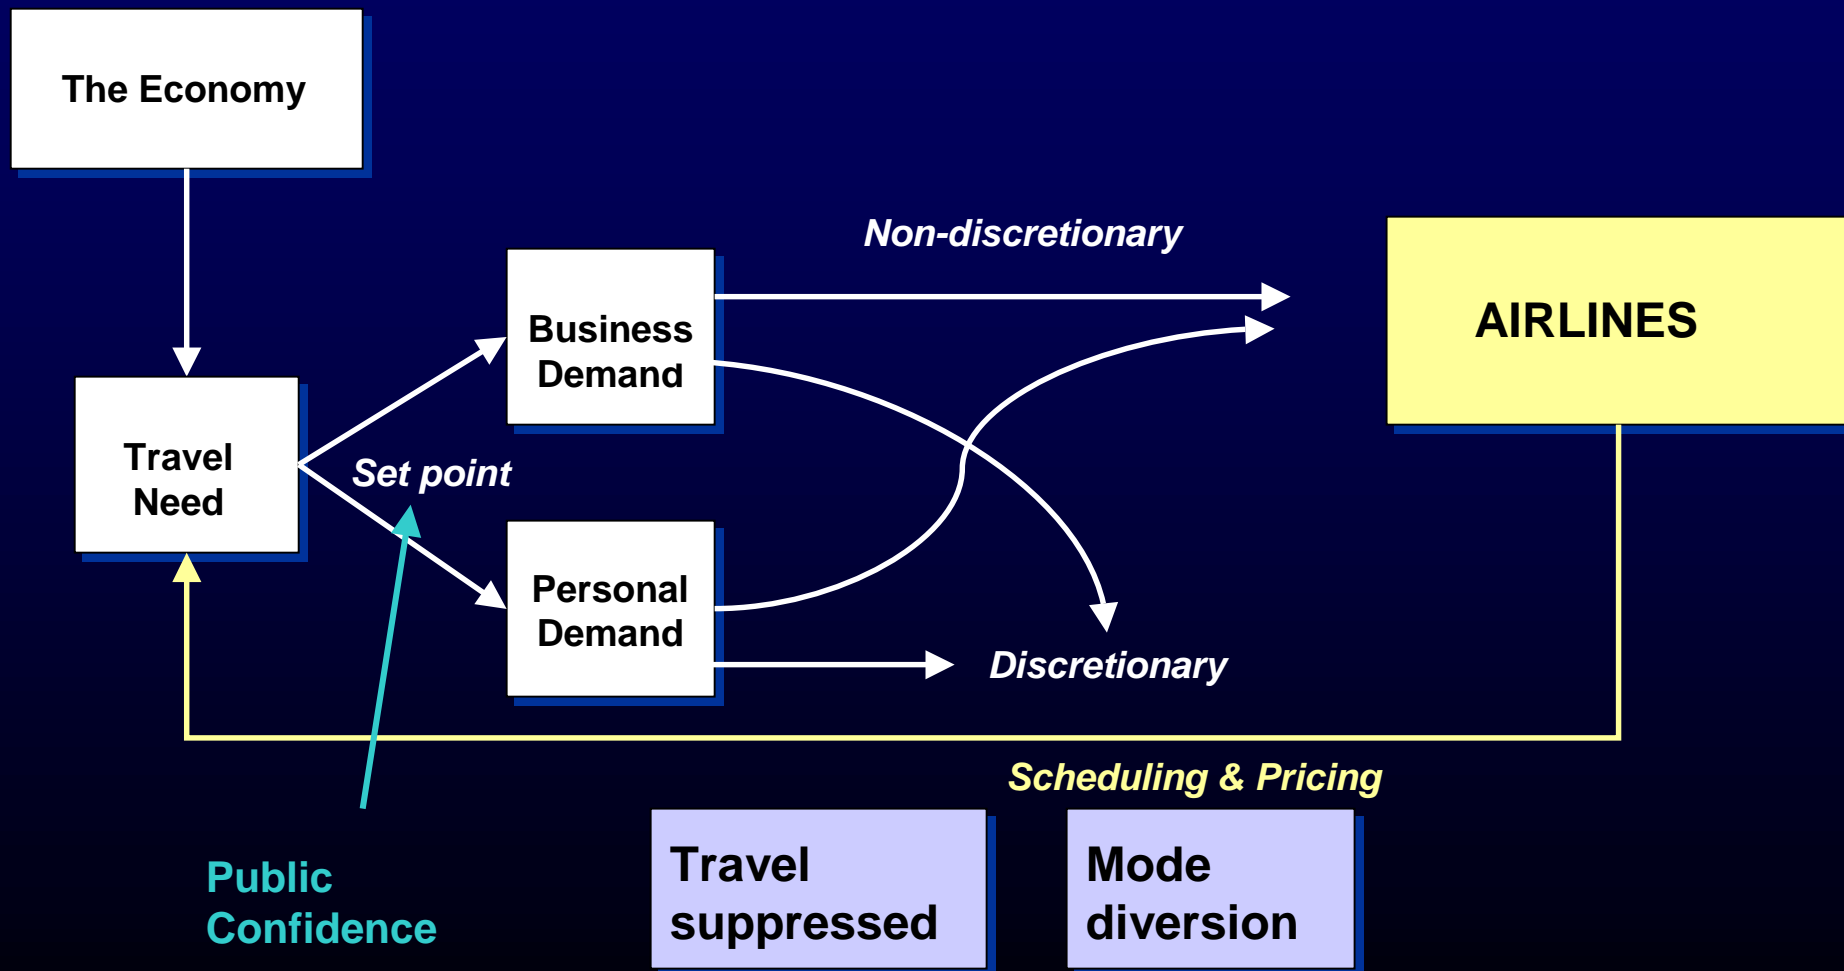 The Economy
Non-discretionary
AIRLINES
Business
Demand
Travel
Need
Set point
Personal
Demand
Discretionary
Scheduling & Pricing
Public
Confidence
Travel
suppressed
Mode
diversion